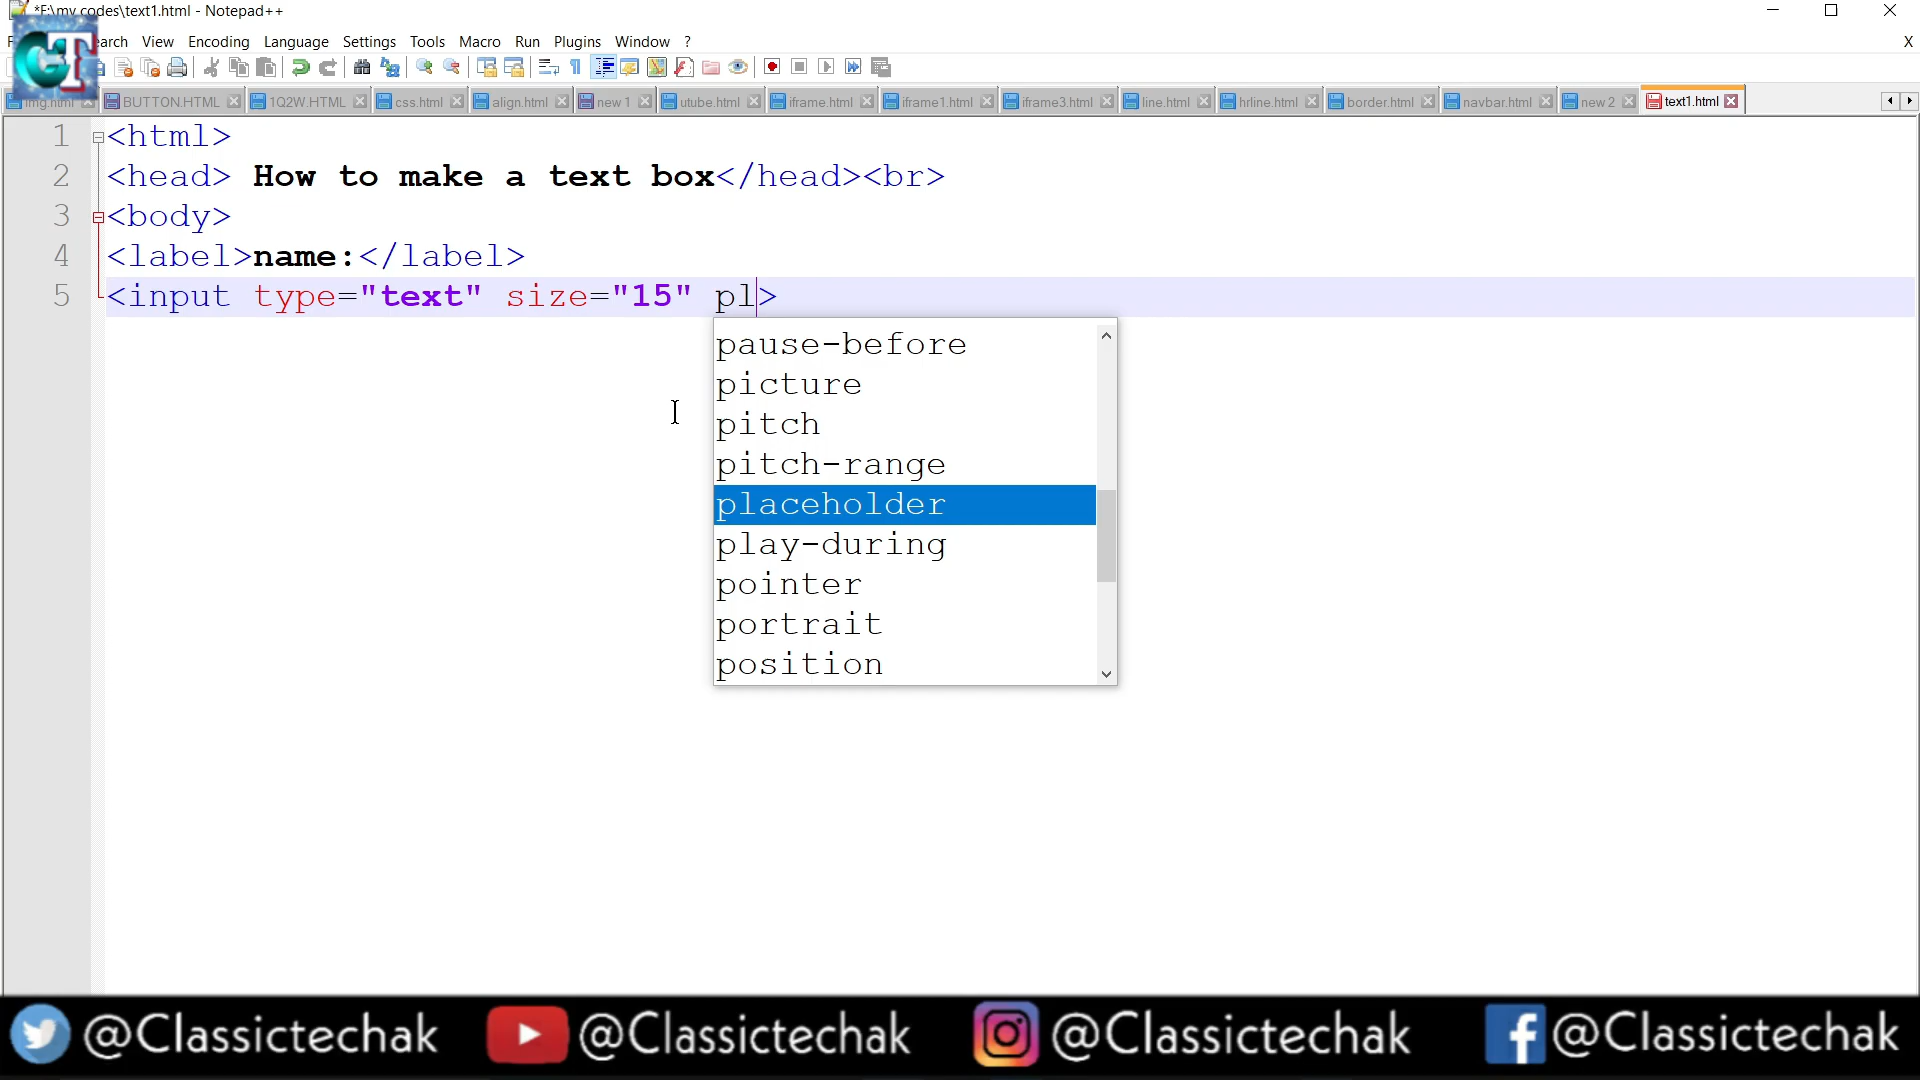 *F:\my codes\text1.html - Notepad++
View Encoding Language Settings Tools Macro Run Plugins Window ? X
GT
img.html BUTTON.HTML 1Q2W.HTML css.html align.html new 1 utube.html iframe.html iframe1.html iframe3.html line.html hrline.html border.html navbar.html new 2 text1.html
1 <html>
2 <head> How to make a text box</head><br>
3 <body>
4 <label>name:</label>
5 <input type="text" size="15" pl>
pause-before
picture
pitch
pitch-range
placeholder
play-during
pointer
portrait
position
@Classictechak @Classictechak @Classictechak @Classictechak